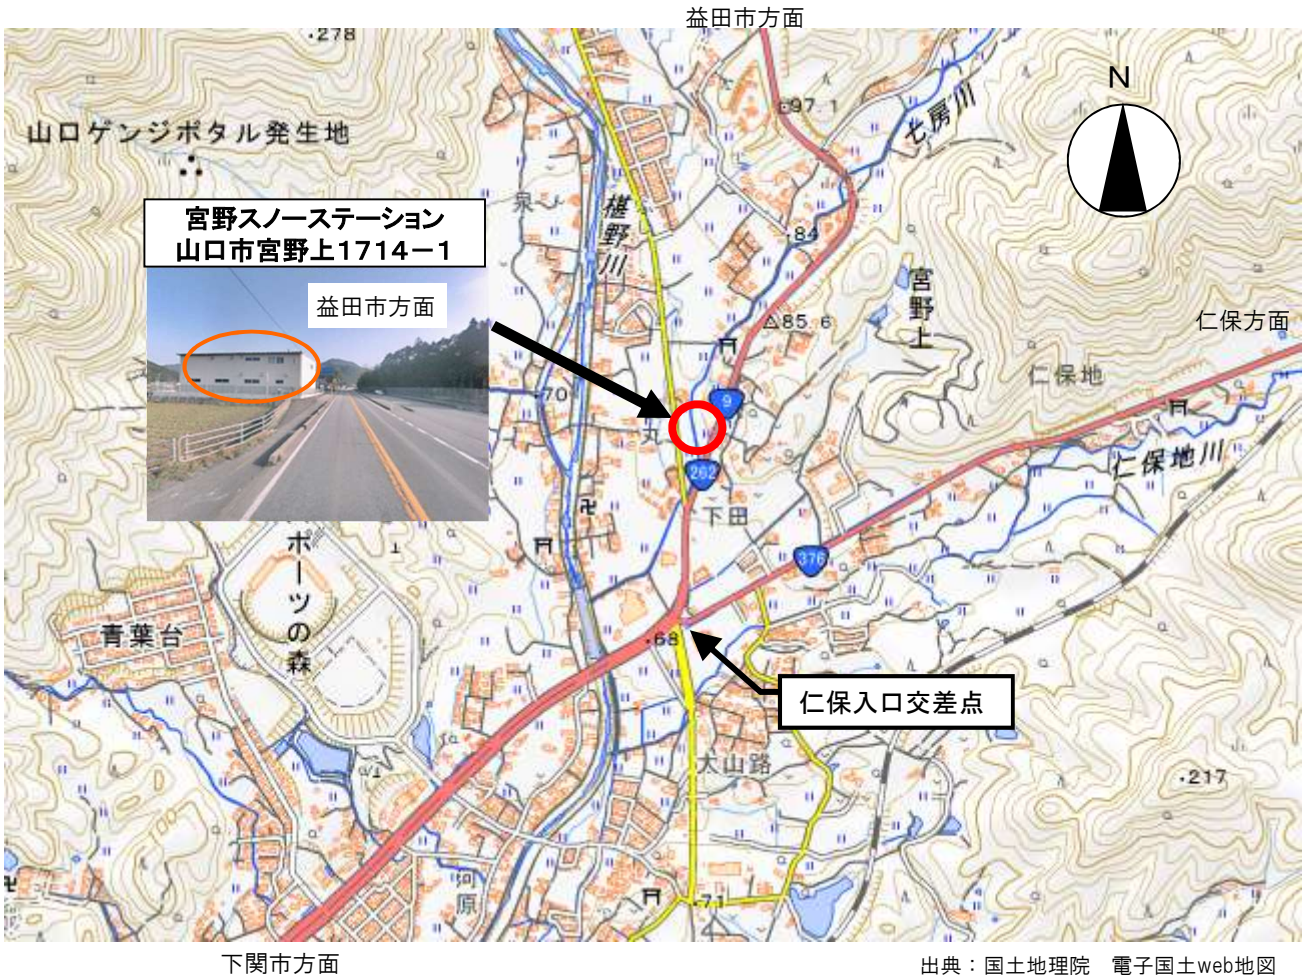 益田市方面
・278
N
97.1
七房川
山口ゲンジボタル発生地
泉
椹野川
・84
宮野スノーステーション
山口市宮野上1714－1
益田市方面
宮野上
85.6
仁保方面
仁保地
・70
9
丸
仁保地川
262
下田
ポーツの森
376
青葉台
・68
仁保入口交差点
大山路
・217
100
河原
・71
下関市方面
出典：国土地理院　電子国土web地図